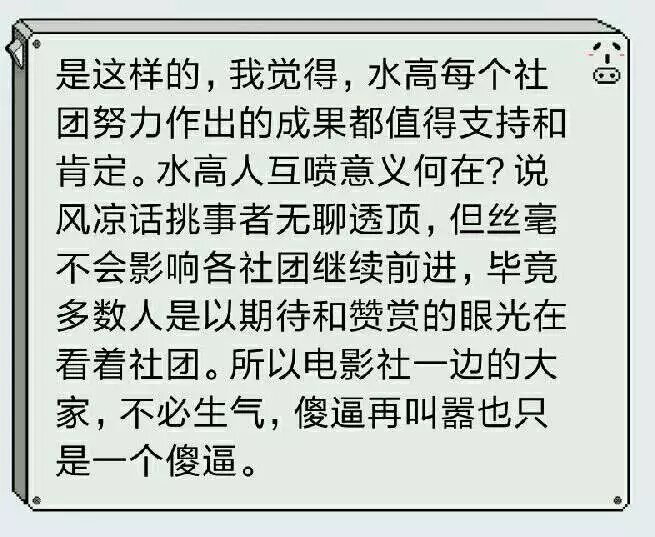 是这样的，我觉得，水高每个社
团努力作出的成果都值得支持和
肯定。水高人互喷意义何在？说
风凉话挑事者无聊透顶，但丝毫
不会影响各社团继续前进，毕竟
多数人是以期待和赞赏的眼光在
看着社团。所以电影社一边的大
家，不必生气，傻逼再叫嚣也只
是一个傻逼。